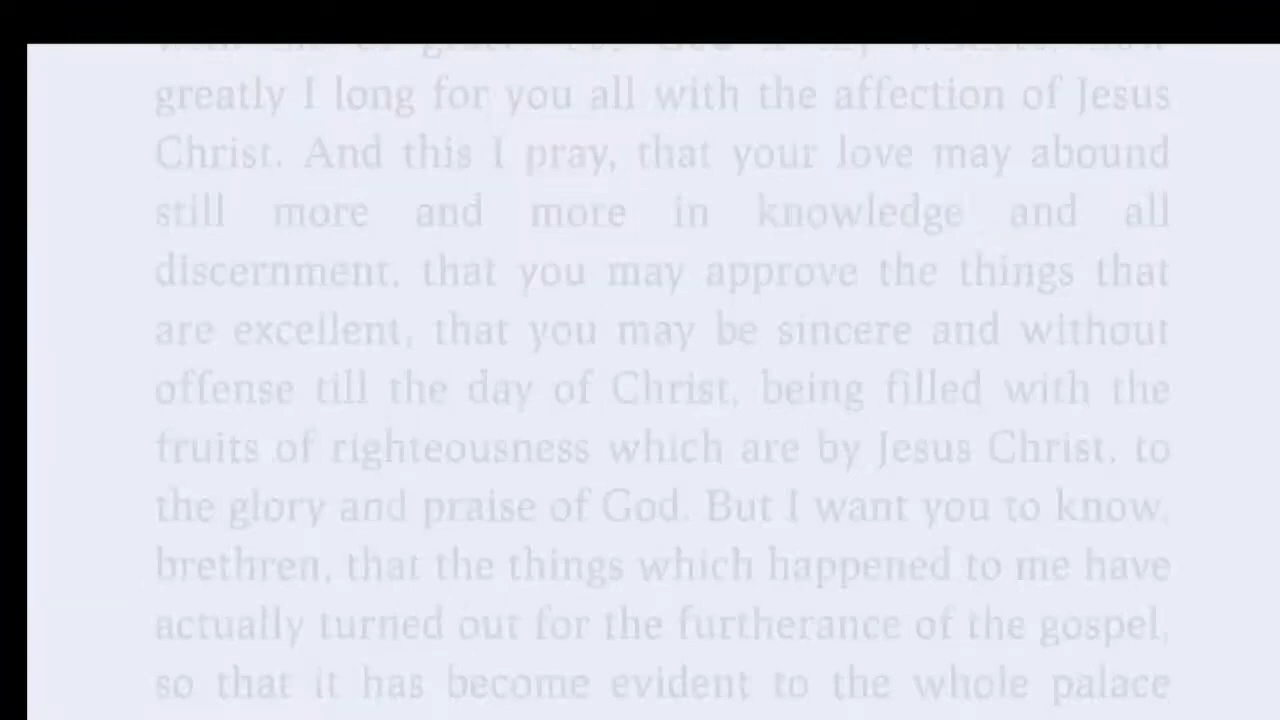 greatly I long for you all with the affection of Jesus
Christ. And this I pray, that your love may abound
still more and more in knowledge and all
discernment, that you may approve the things that
are excellent, that you may be sincere and without
offense till the day of Christ, being filled with the
fruits of righteousness which are by Jesus Christ, to
the glory and praise of God. But I want you to know,
brethren, that the things which happened to me have
actually turned out for the furtherance of the gospel,
so that it has become evident to the whole palace